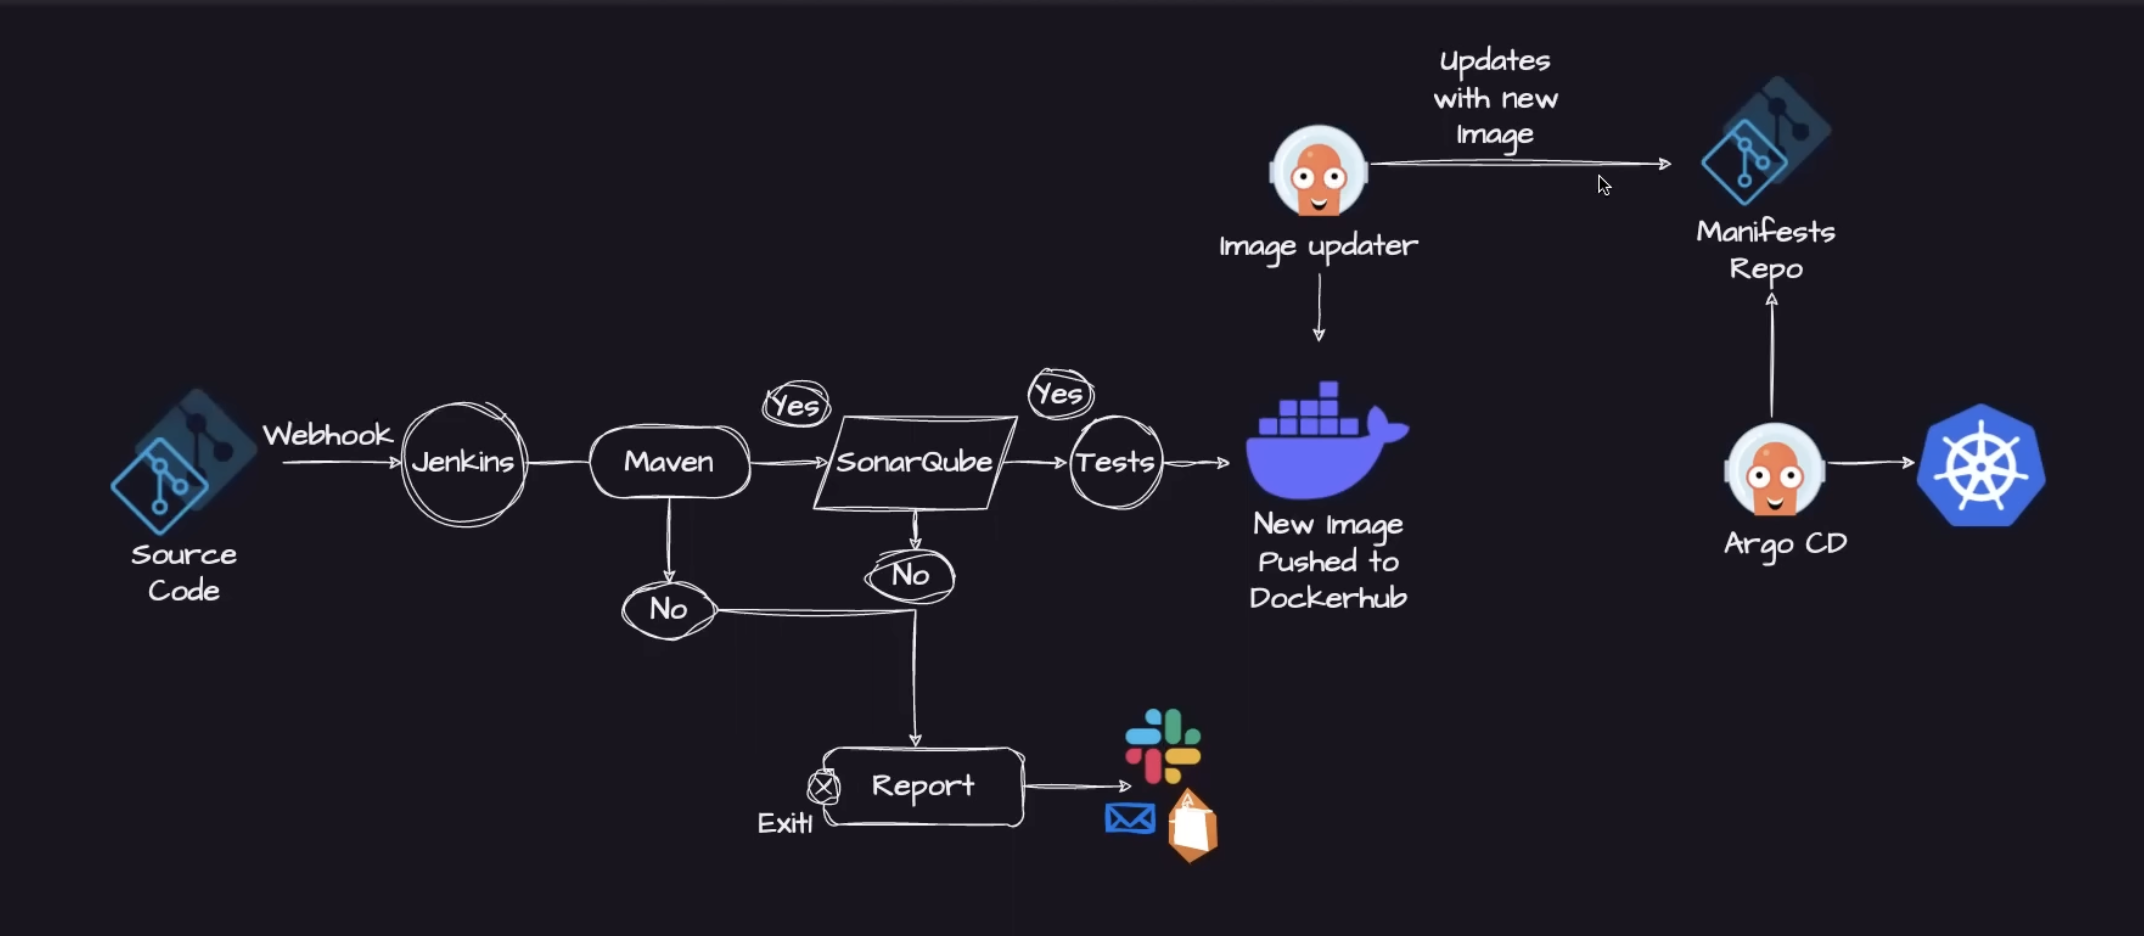 Updates
with new
Image
Image updater
Manifests
Repo
Webhook
Jenkins
Maven
Yes
SonarQube
Yes
Tests
Source
Code
No
No
New Image
Pushed to
Dockerhub
Argo CD
Report
Exit!